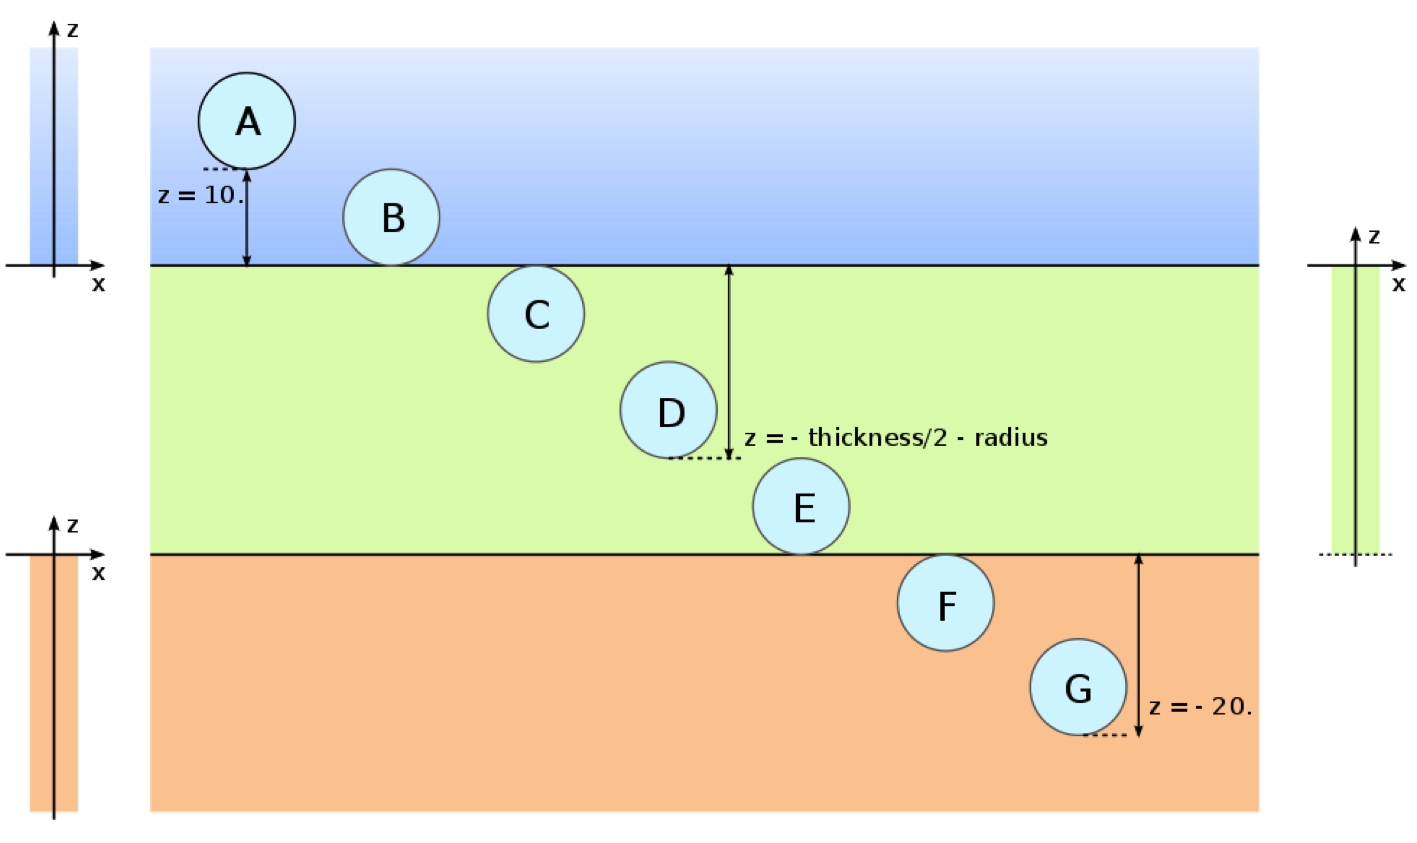 z
A
z = 10.
B
x
z
x
C
D
z = - thickness/2 - radius
E
z
x
F
G
z = - 20.